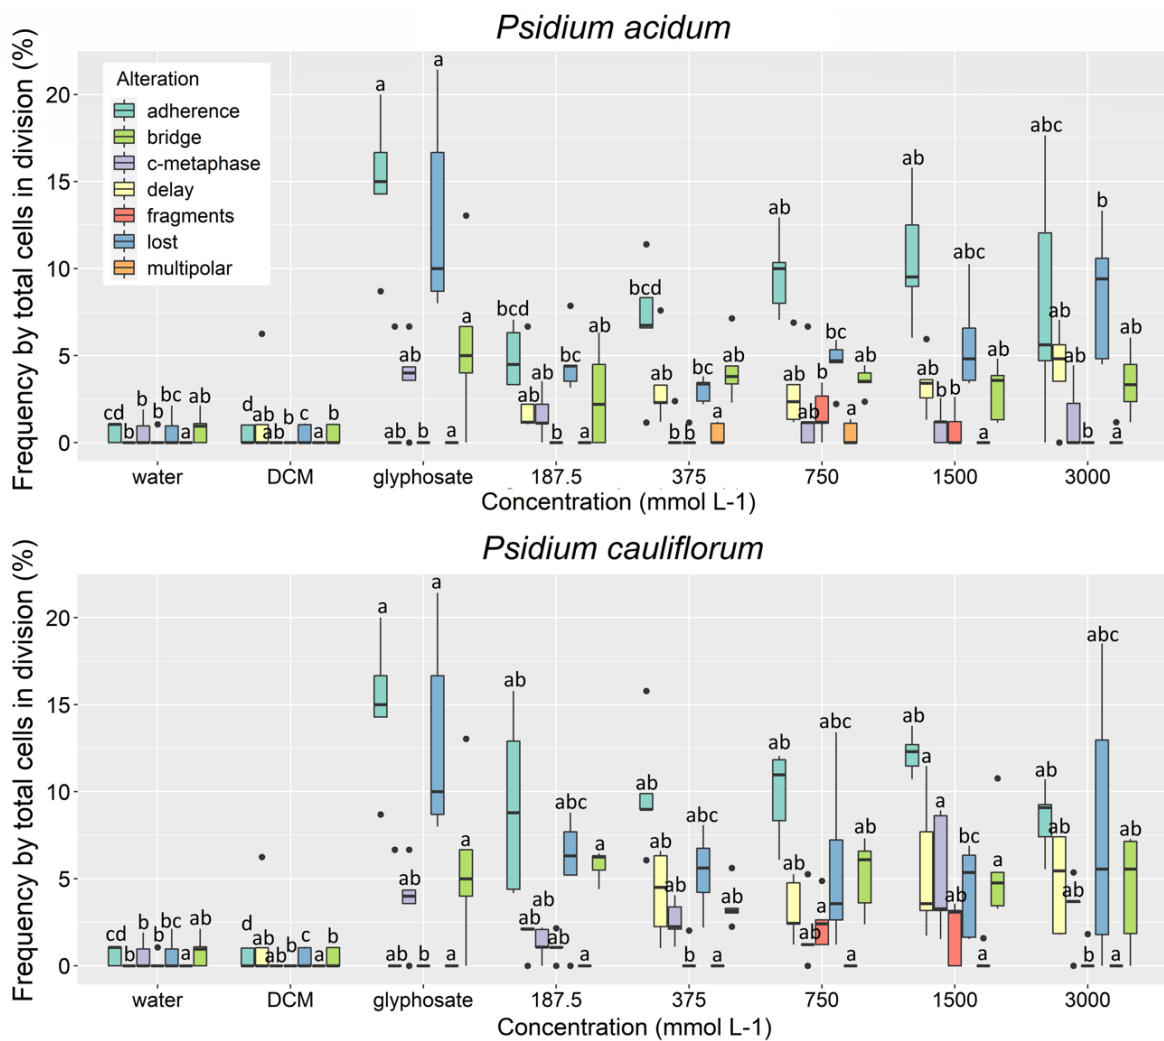 Psidium acidum
Frequency by total cells in division (%)
20
15
10
5
0
Alteration
adherence
bridge
c-metaphase
delay
fragments
lost
multipolar
cd b b b bc a ab
d ab ab b c a b
a ab ab b a a a
bcd ab ab b bc a ab
bcd ab b b bc a ab
ab ab ab b bc a ab
ab ab b b abc a ab
abc ab ab b b a ab
water DCM glyphosate 187.5 375 750 1500 3000
Concentration (mmol L-1)
Psidium cauliflorum
Frequency by total cells in division (%)
20
15
10
5
0
cd b b b bc a ab
d ab ab b c a b
a ab ab b a a a
ab ab ab ab abc a a
ab ab ab b abc a ab
ab ab ab a abc a ab
ab a a ab bc a a
abc ab ab b abc a ab
water DCM glyphosate 187.5 375 750 1500 3000
Concentration (mmol L-1)